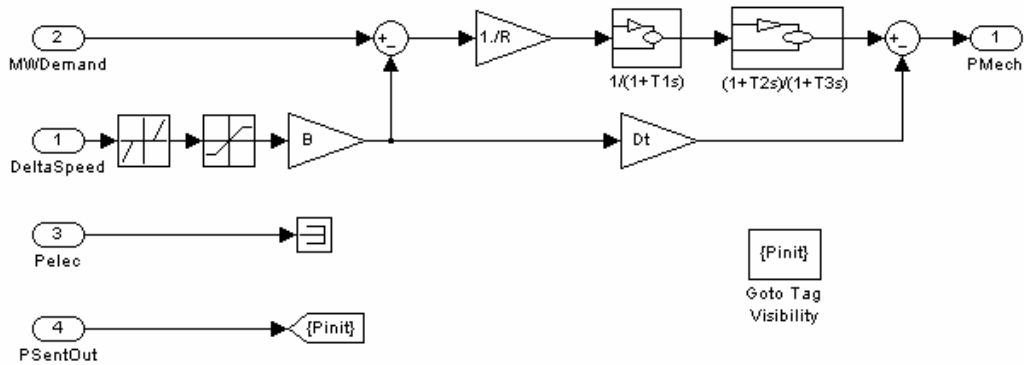 2
MWDemand
+
-
1./R
1/(1+T1s)
(1+T2s)/(1+T3s)
+
-
1
PMech
1
DeltaSpeed
B
Dt
3
Pelec
{Pinit}
Goto Tag
Visibility
4
PSentOut
{Pinit}